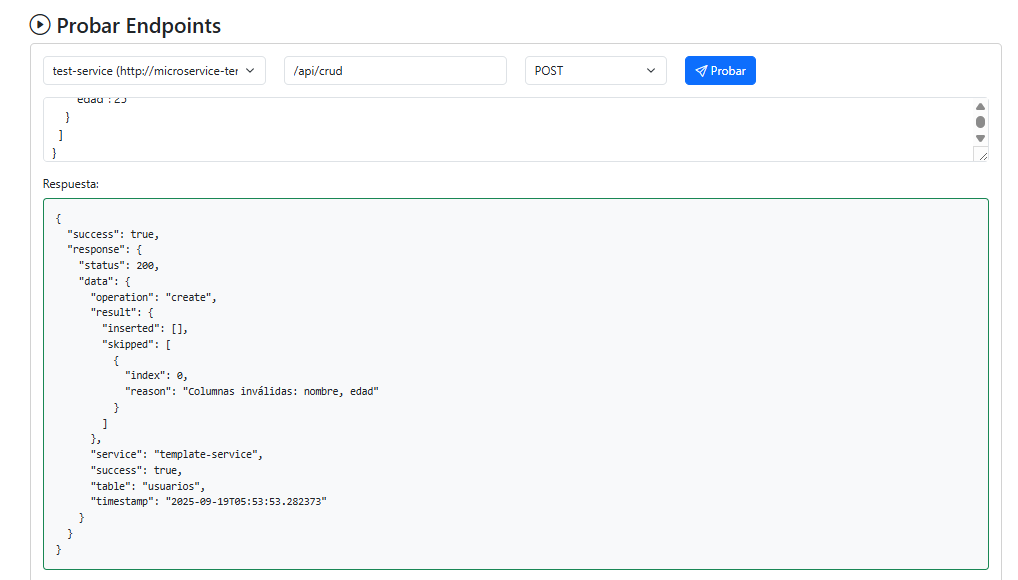 Probar Endpoints
test-service (http://microservice-ter
/api/crud
POST
Probar
"edad":25
}
]
}
Respuesta:
{
"success": true,
"response": {
"status": 200,
"data": {
"operation": "create",
"result": {
"inserted": [],
"skipped": [
{
"index": 0,
"reason": "Columnas inválidas: nombre, edad"
}
]
},
"service": "template-service",
"success": true,
"table": "usuarios",
"timestamp": "2025-09-19T05:53:53.282373"
}
}
}